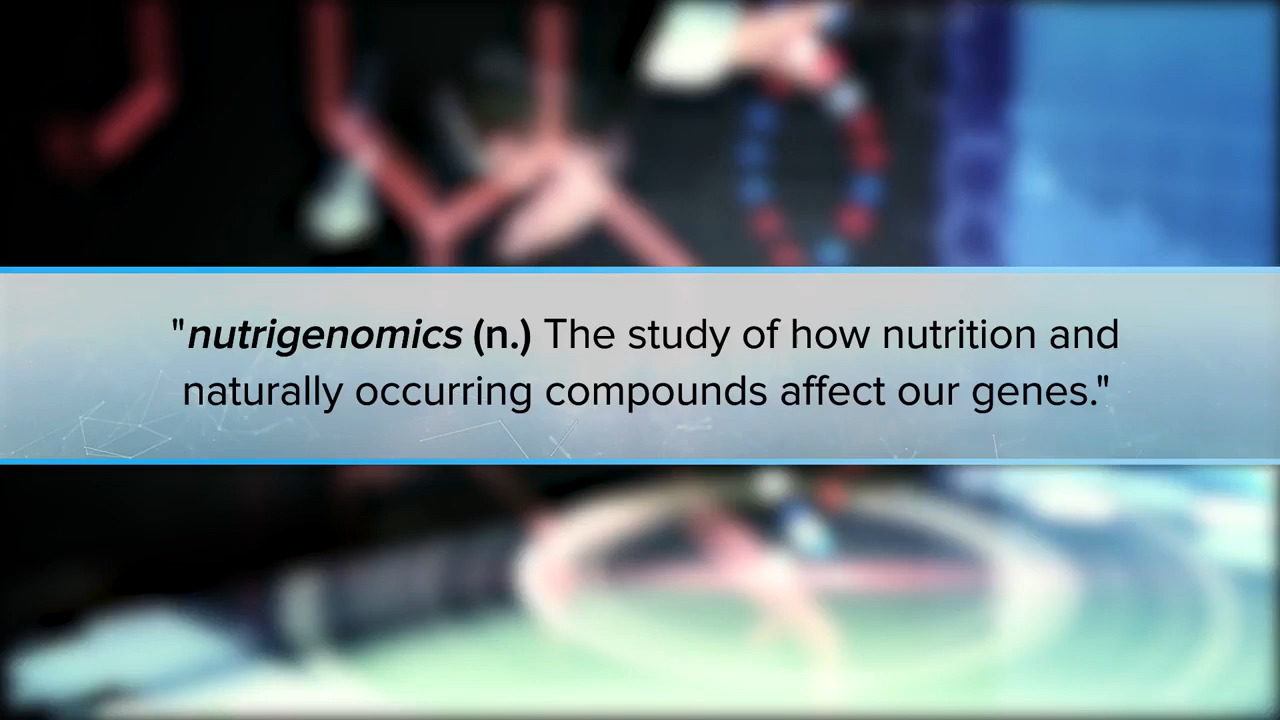 "nutrigenomics (n.) The study of how nutrition and
naturally occurring compounds affect our genes."